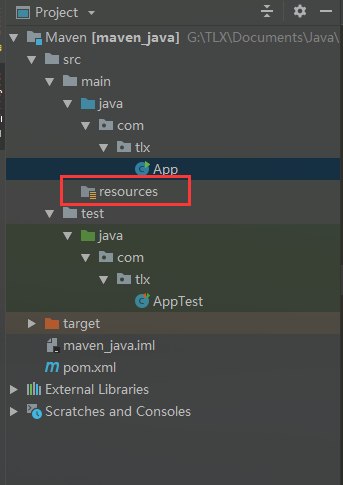 Project
Maven [maven_java] G:\TLX\Documents\Java\
src
main
java
com
tlx
App
resources
test
java
com
tlx
AppTest
target
maven_java.iml
pom.xml
External Libraries
Scratches and Consoles